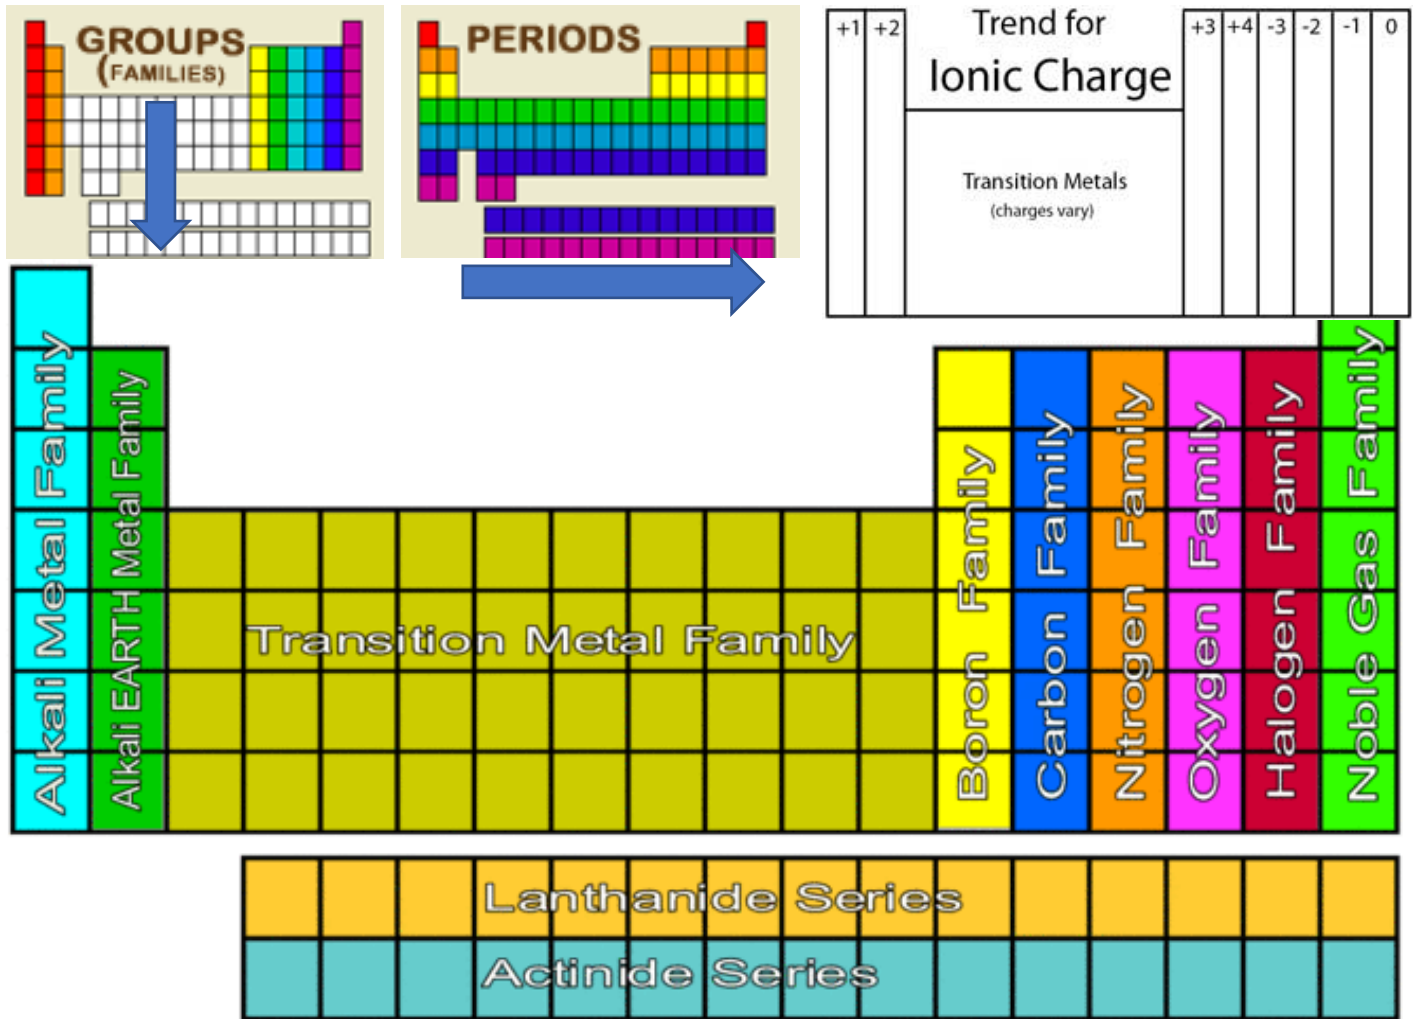 GROUPS
(FAMILIES)
PERIODS
+1 +2
Trend for
Ionic Charge
+3 +4 -3 -2 -1 0
Transition Metals
(charges vary)
Alkali Metal Family
Alkali EARTH Metal Family
Transition Metal Family
Boron Family
Carbon Family
Nitrogen Family
Oxygen Family
Halogen Family
Noble Gas Family
Lanthanide Series
Actinide Series